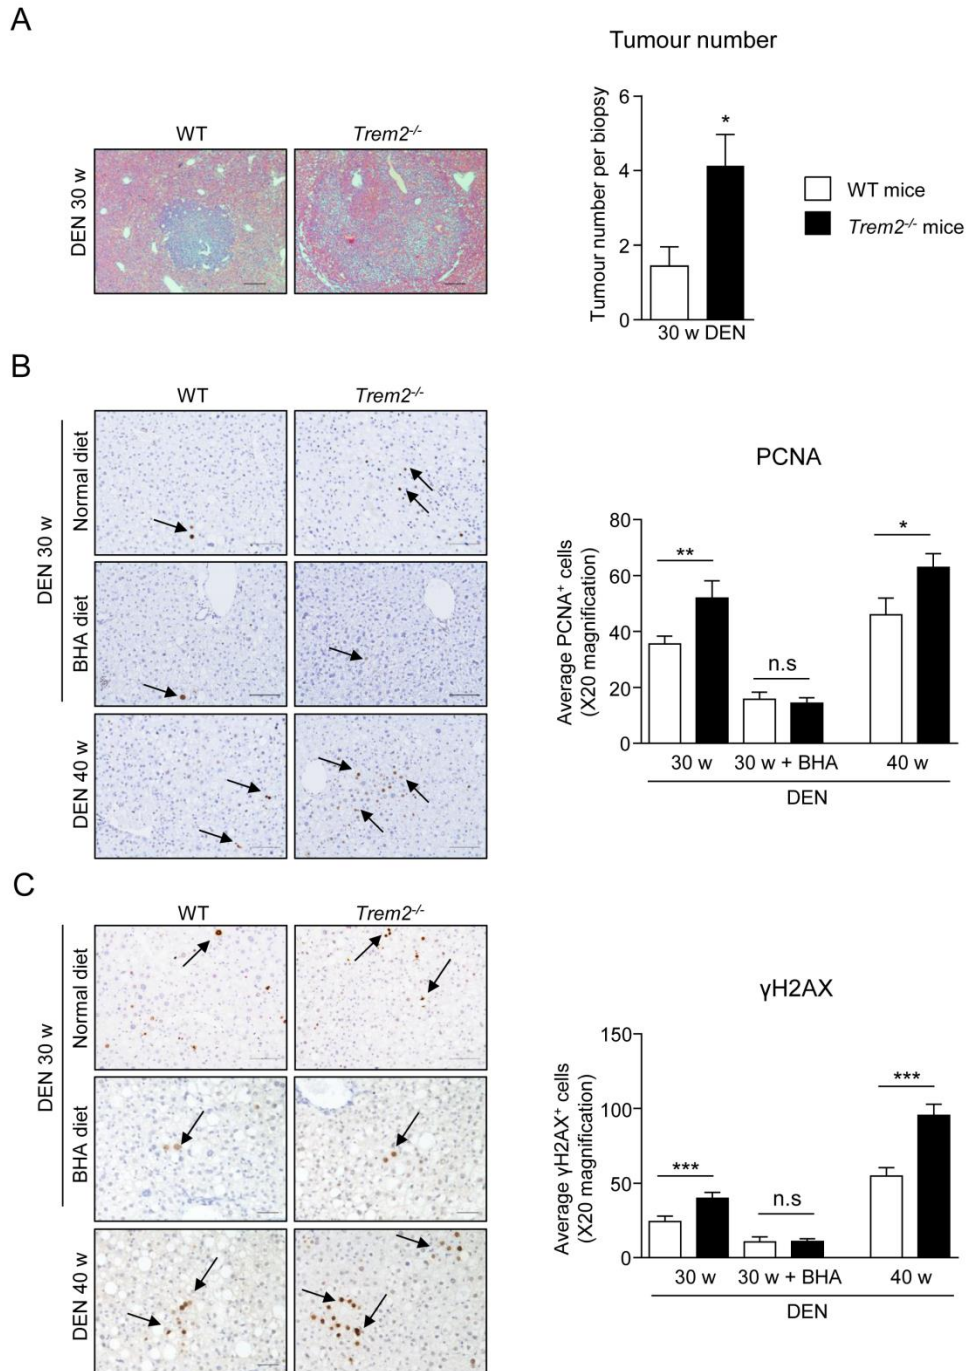 A
Tumour number
WT
Trem2-/-
DEN 30 w
Tumour number per biopsy
6
4
2
0
*
30 w DEN
WT mice
Trem2-/- mice
B
WT
Trem2-/-
DEN 30 w
Normal diet
BHA diet
DEN 40 w
PCNA
Average PCNA+ cells
(X20 magnification)
80
60
40
20
0
**
n.s
*
30 w
30 w + BHA
40 w
DEN
C
WT
Trem2-/-
DEN 30 w
Normal diet
BHA diet
DEN 40 w
γH2AX
Average γH2AX+ cells
(X20 magnification)
150
100
50
0
***
n.s
***
30 w
30 w + BHA
40 w
DEN